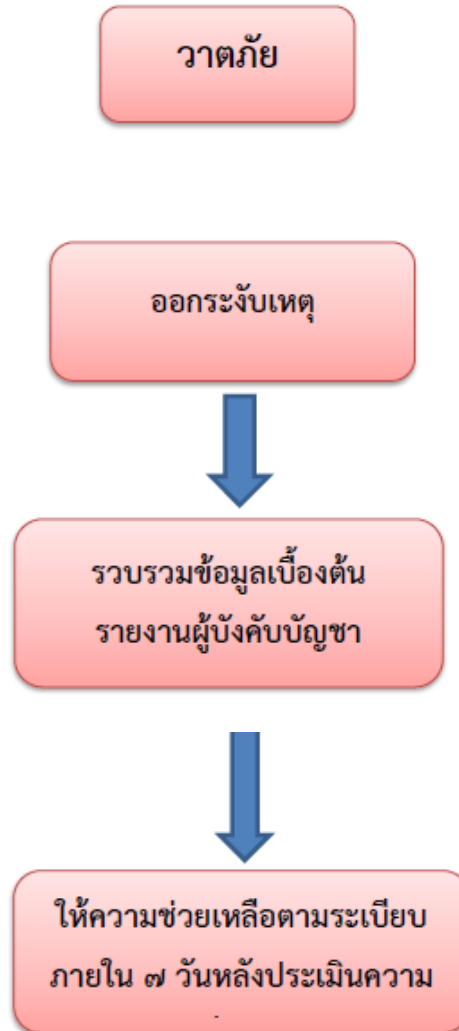 วาตภัย
ออกระงับเหตุ
รวบรวมข้อมูลเบื้องต้น
รายงานผู้บังคับบัญชา
ให้ความช่วยเหลือตามระเบียบ
ภายใน ๗ วันหลังประเมินความ